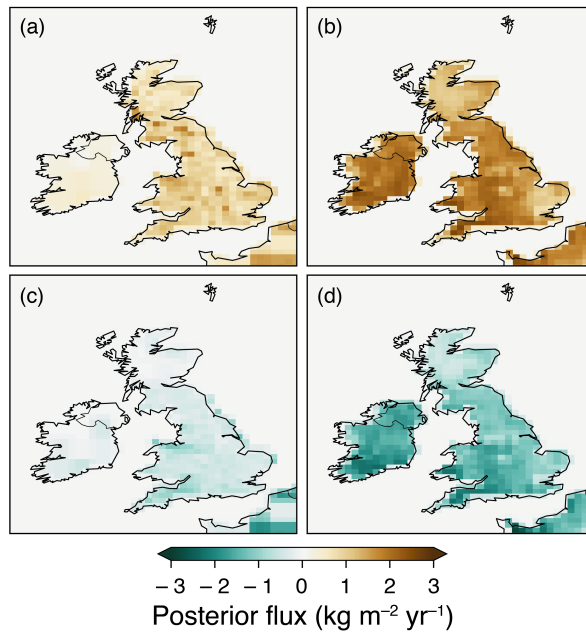 (a)
(b)
(c)
(d)
−3 −2 −1 0 1 2 3
Posterior flux (kg m⁻² yr⁻¹)